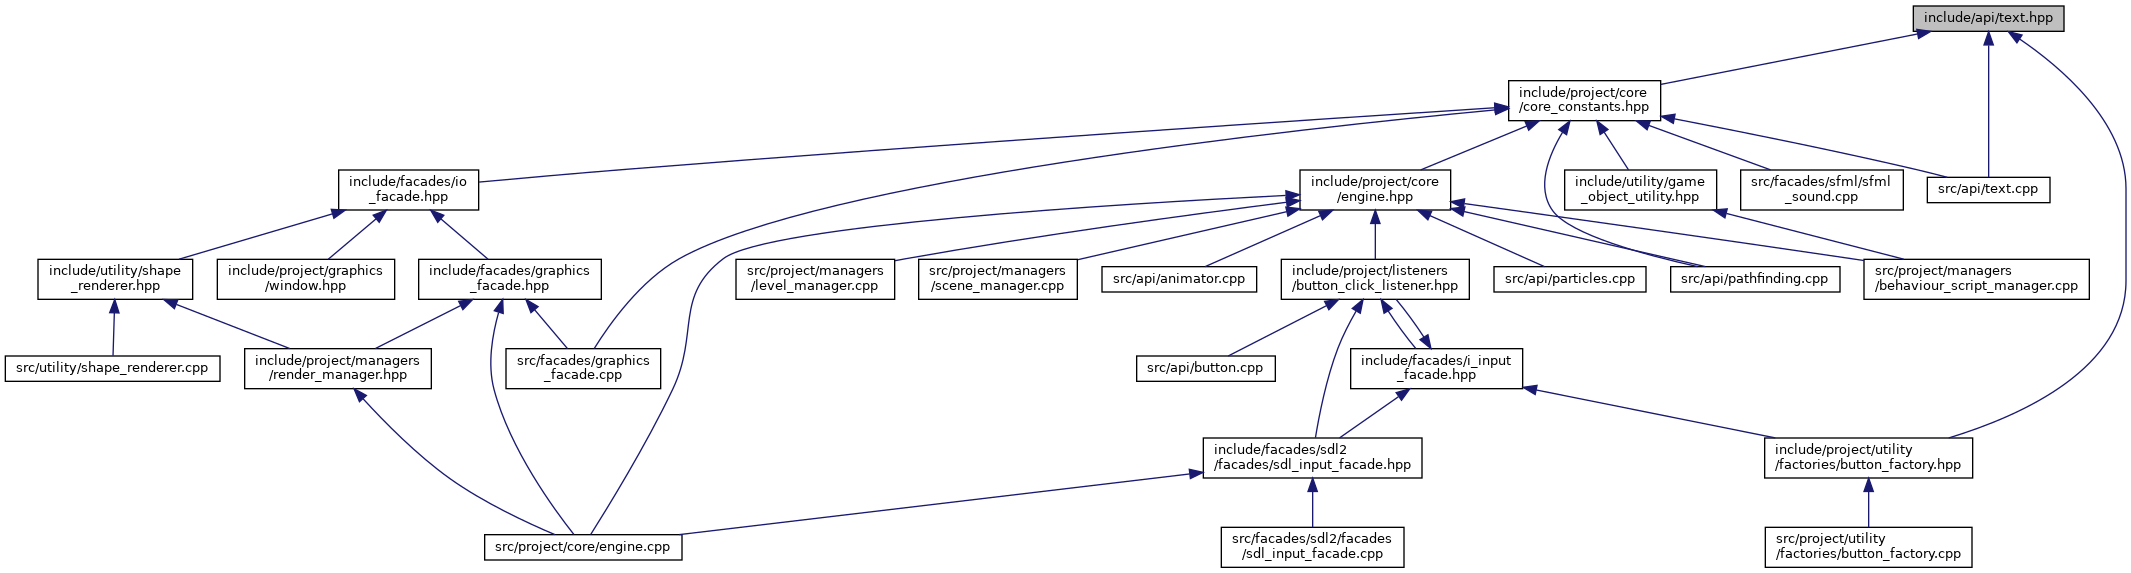 include/api/text.hpp
include/project/core
/core_constants.hpp
include/facades/io
_facade.hpp
include/project/core
/engine.hpp
include/utility/game
_object_utility.hpp
src/facades/sfml/sfml
_sound.cpp
src/api/text.cpp
include/utility/shape
_renderer.hpp
include/project/graphics
/window.hpp
include/facades/graphics
_facade.hpp
src/project/managers
/level_manager.cpp
src/project/managers
/scene_manager.cpp
src/api/animator.cpp
include/project/listeners
/button_click_listener.hpp
src/api/particles.cpp
src/api/pathfinding.cpp
src/project/managers
/behaviour_script_manager.cpp
src/utility/shape_renderer.cpp
include/project/managers
/render_manager.hpp
src/facades/graphics
_facade.cpp
src/api/button.cpp
include/facades/i_input
_facade.hpp
include/facades/sdl2
/facades/sdl_input_facade.hpp
include/project/utility
/factories/button_factory.hpp
src/project/core/engine.cpp
src/facades/sdl2/facades
/sdl_input_facade.cpp
src/project/utility
/factories/button_factory.cpp